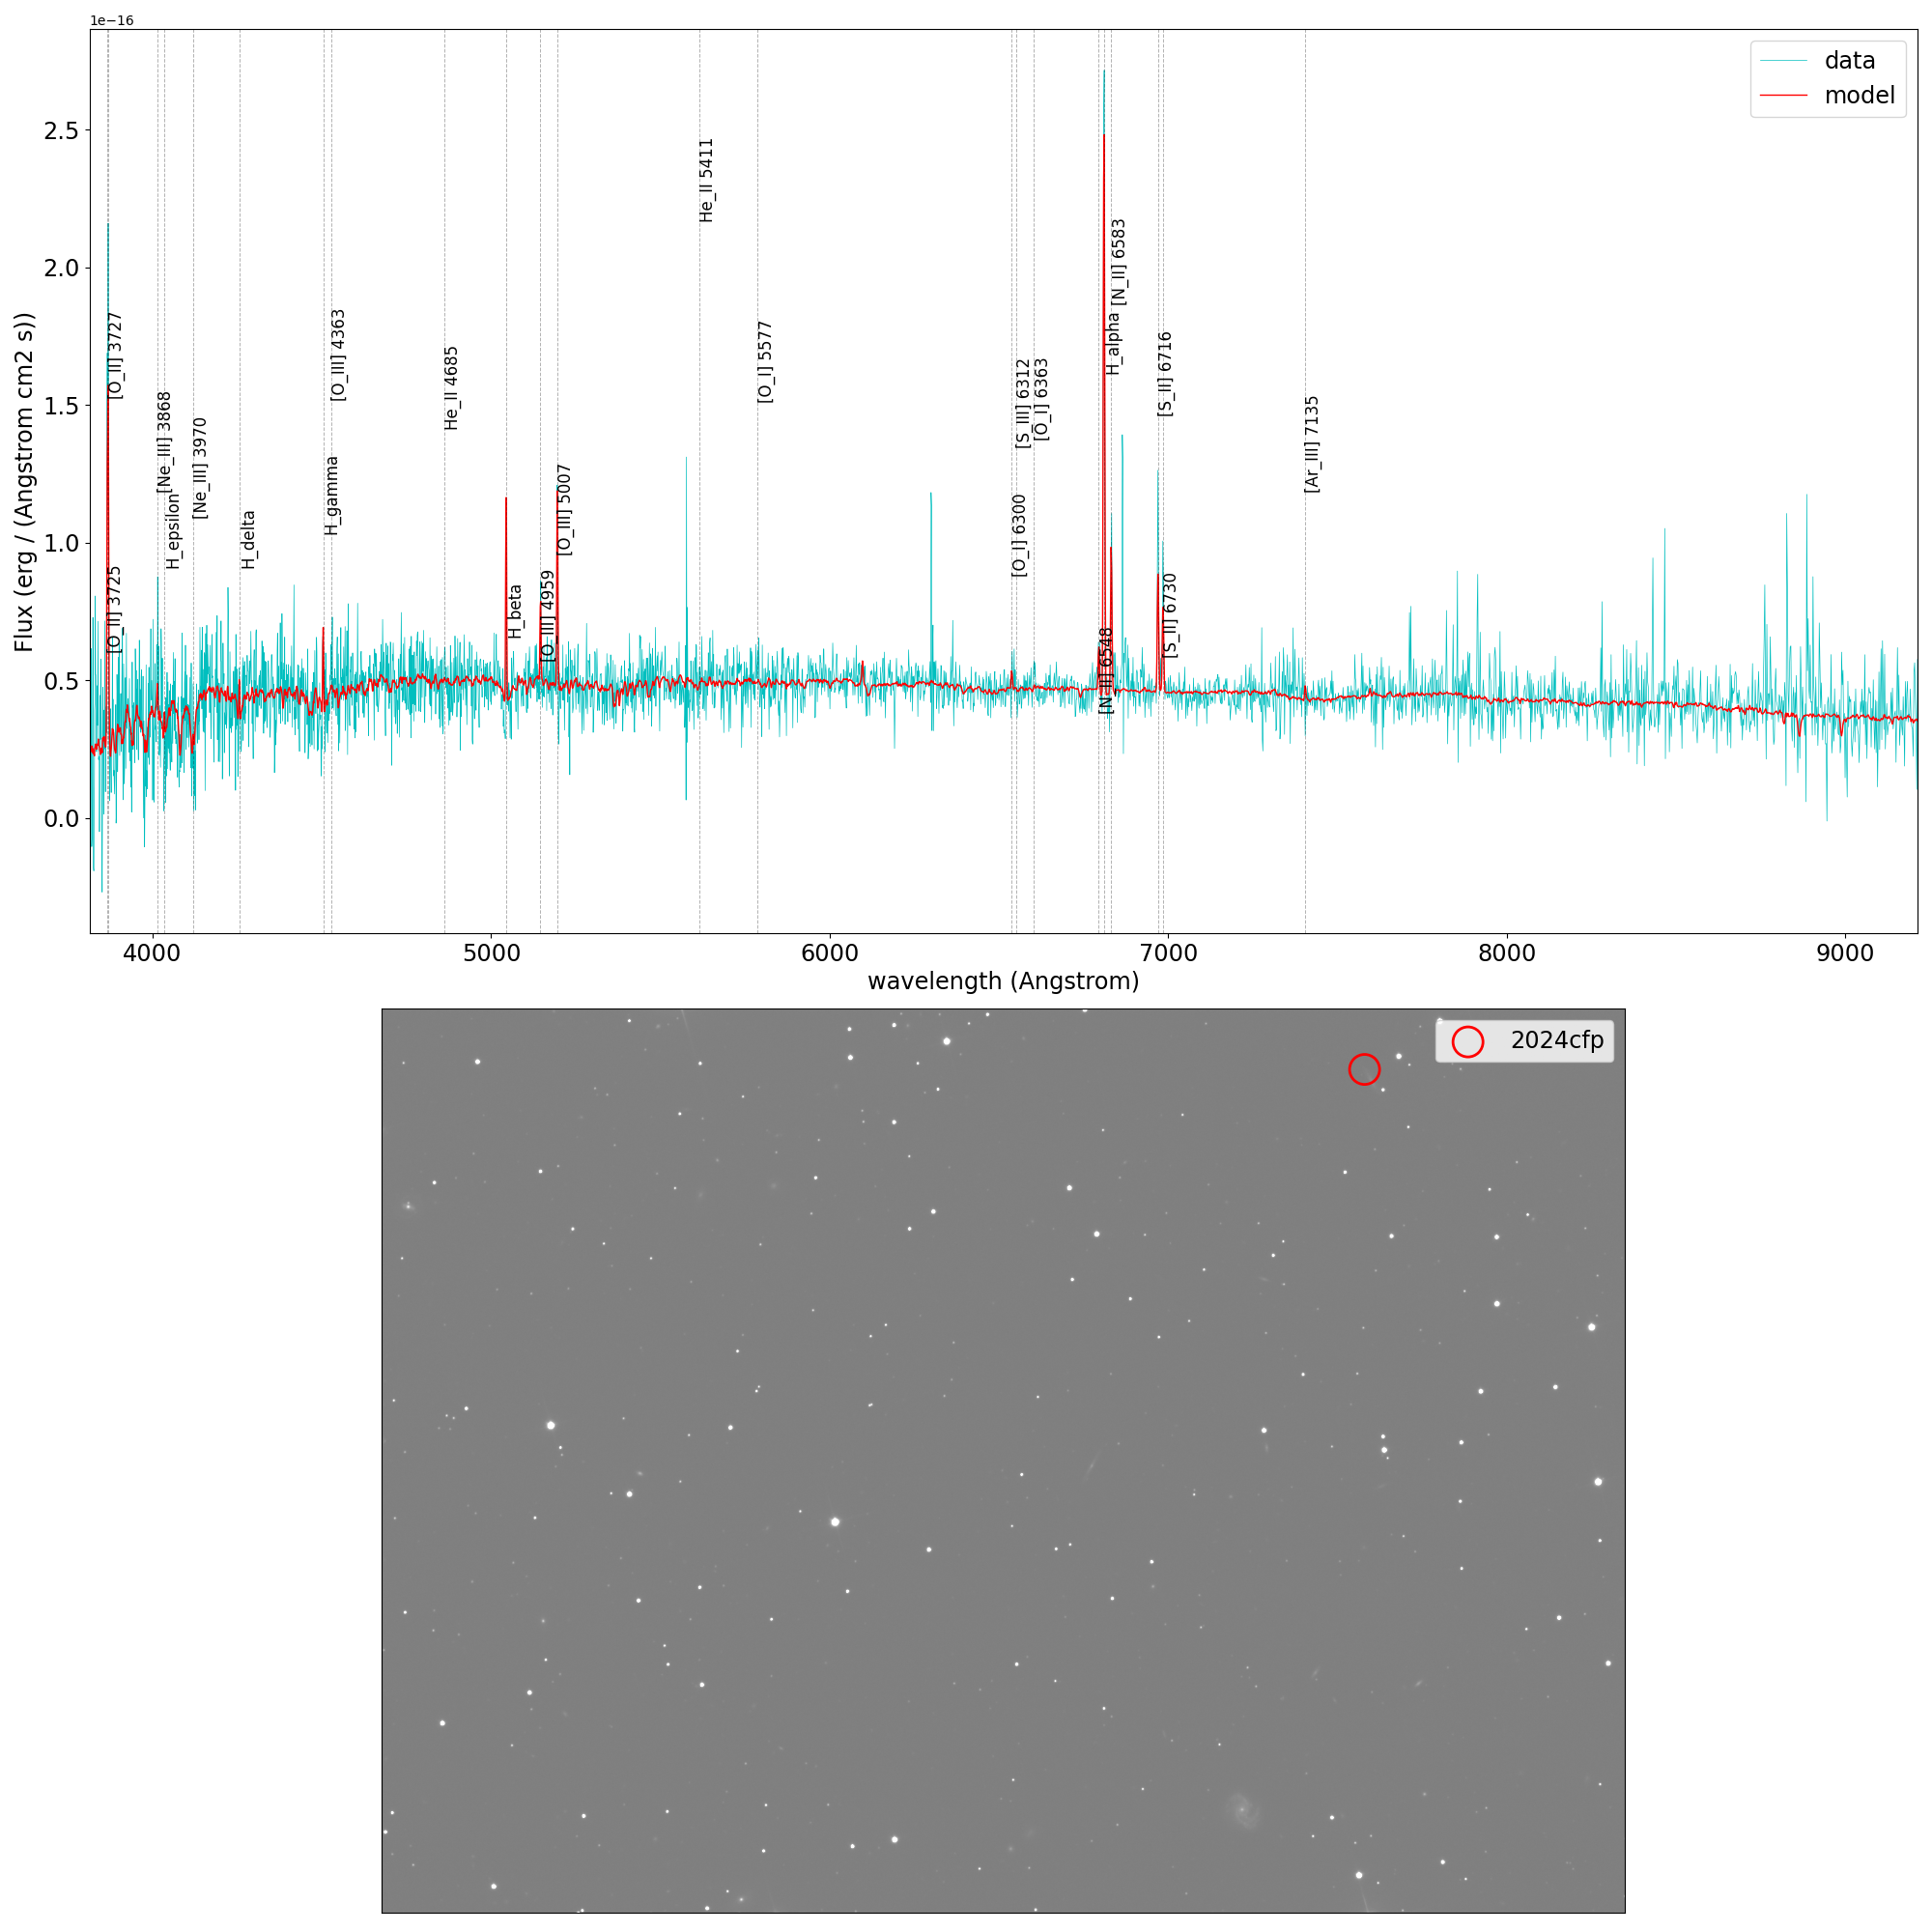 1e−16
data
model
2.5
2.0
1.5
1.0
0.5
0.0
Flux (erg / (Angstrom cm2 s))
[O_II] 3725
[O_II] 3727
[Ne_III] 3868
H_epsilon
[Ne_III] 3970
H_delta
H_gamma
[O_III] 4363
He_II 4685
H_beta
[O_III] 4959
[O_III] 5007
He_II 5411
[O_I] 5577
[O_I] 6300
[S_III] 6312
[O_I] 6363
[N_II] 6548
H_alpha
[N_II] 6583
[S_II] 6716
[S_II] 6730
[Ar_III] 7135
4000 5000 6000 7000 8000 9000
wavelength (Angstrom)
2024cfp